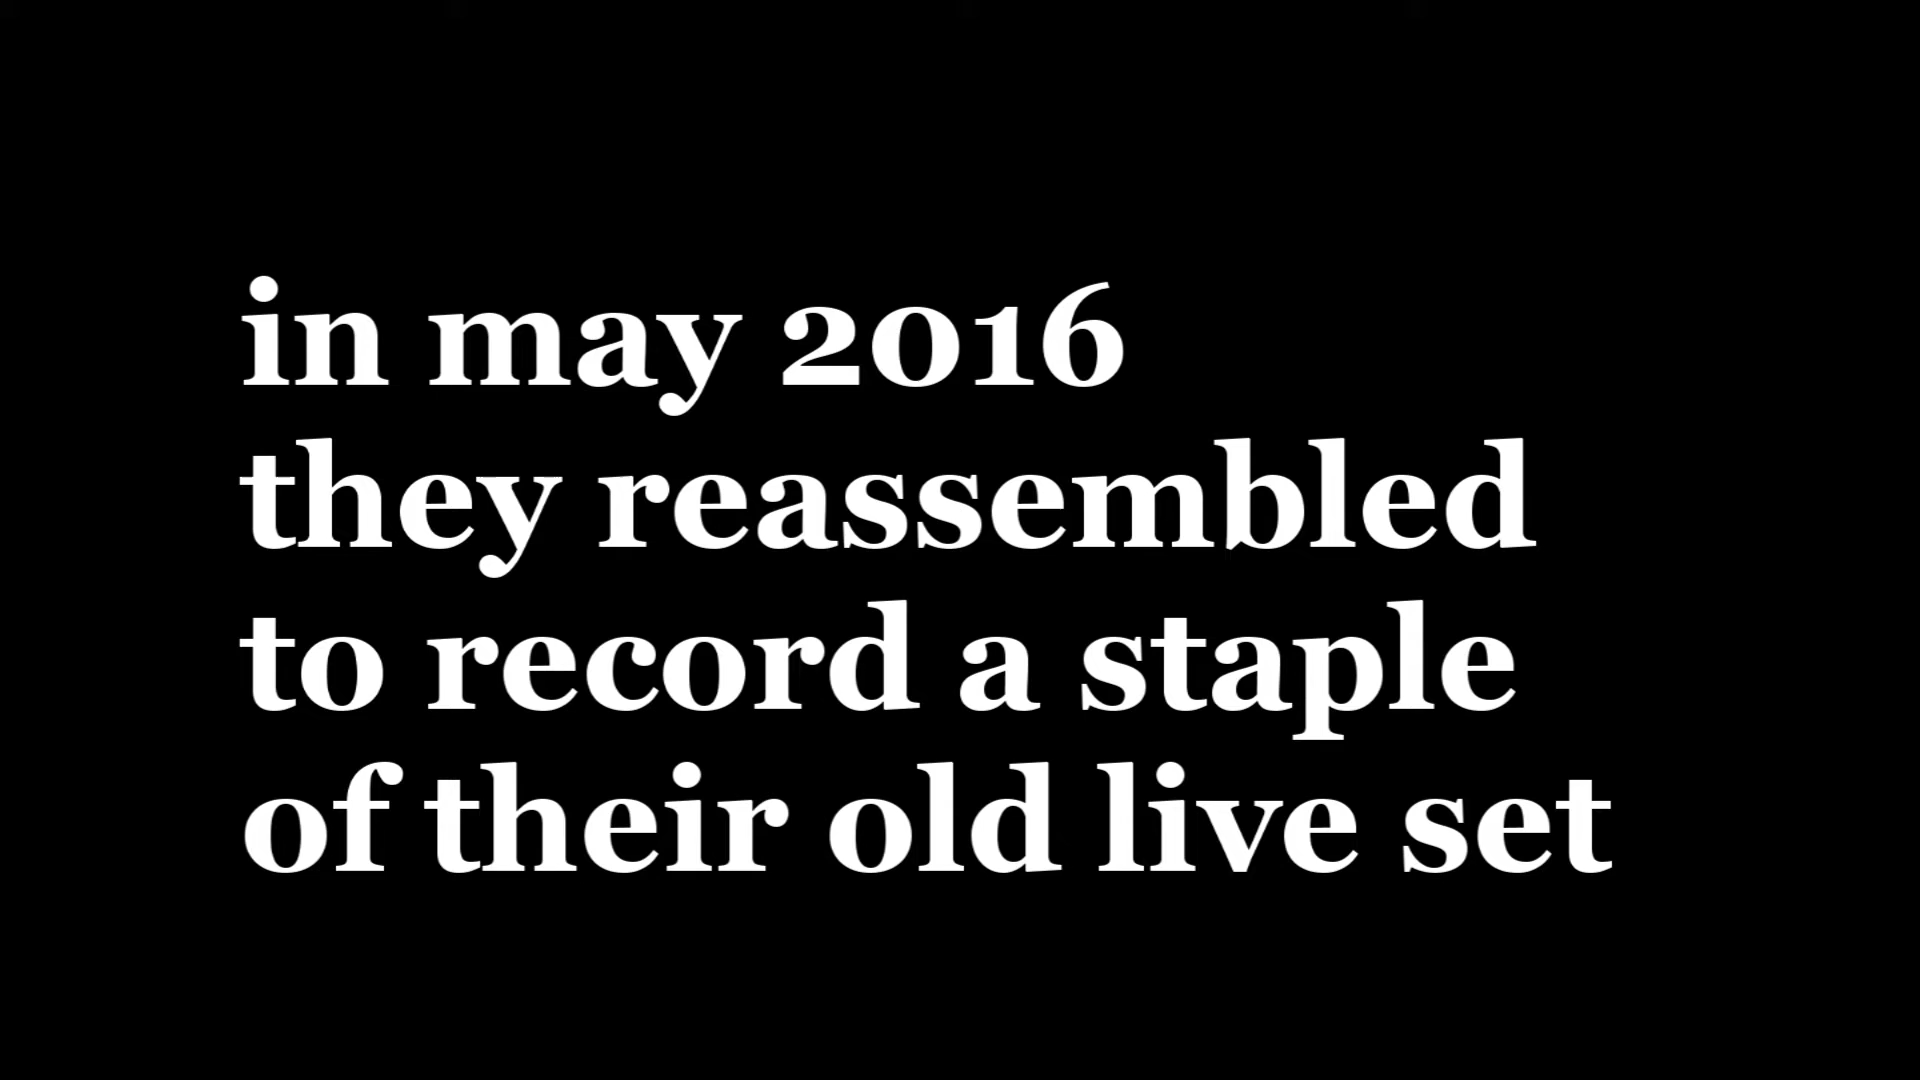 in may 2016
they reassembled
to record a staple
of their old live set